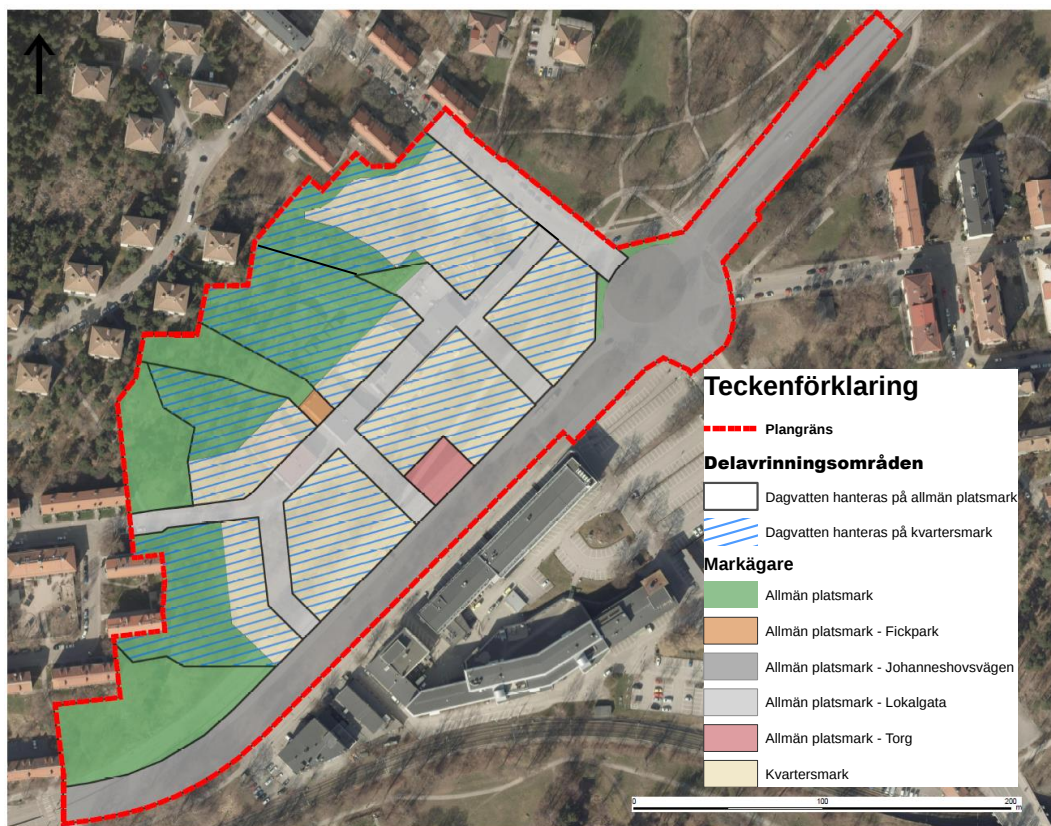 Teckenförklaring
Plangräns
Delavrinningsområden
Dagvatten hanteras på allmän platsmark
Dagvatten hanteras på kvartersmark
Markägare
Allmän platsmark
Allmän platsmark - Fickpark
Allmän platsmark - Johanneshovsvägen
Allmän platsmark - Lokalgata
Allmän platsmark - Torg
Kvartersmark
0 100 200
m